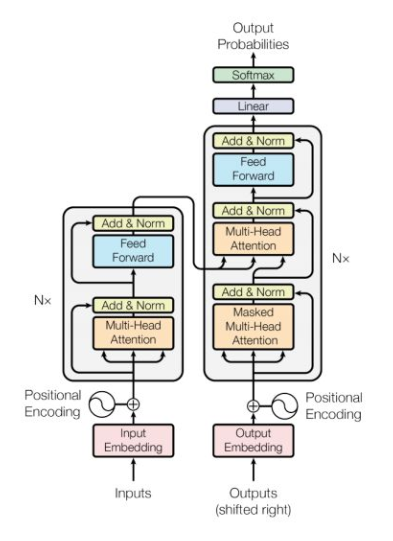 Output
Probabilities
Softmax
Linear
Add & Norm
Feed
Forward
Add & Norm
Multi-Head
Attention
Add & Norm
Masked
Multi-Head
Attention
N×
Add & Norm
Feed
Forward
Add & Norm
Multi-Head
Attention
N×
Positional
Encoding
Positional
Encoding
Input
Embedding
Output
Embedding
Inputs
Outputs
(shifted right)